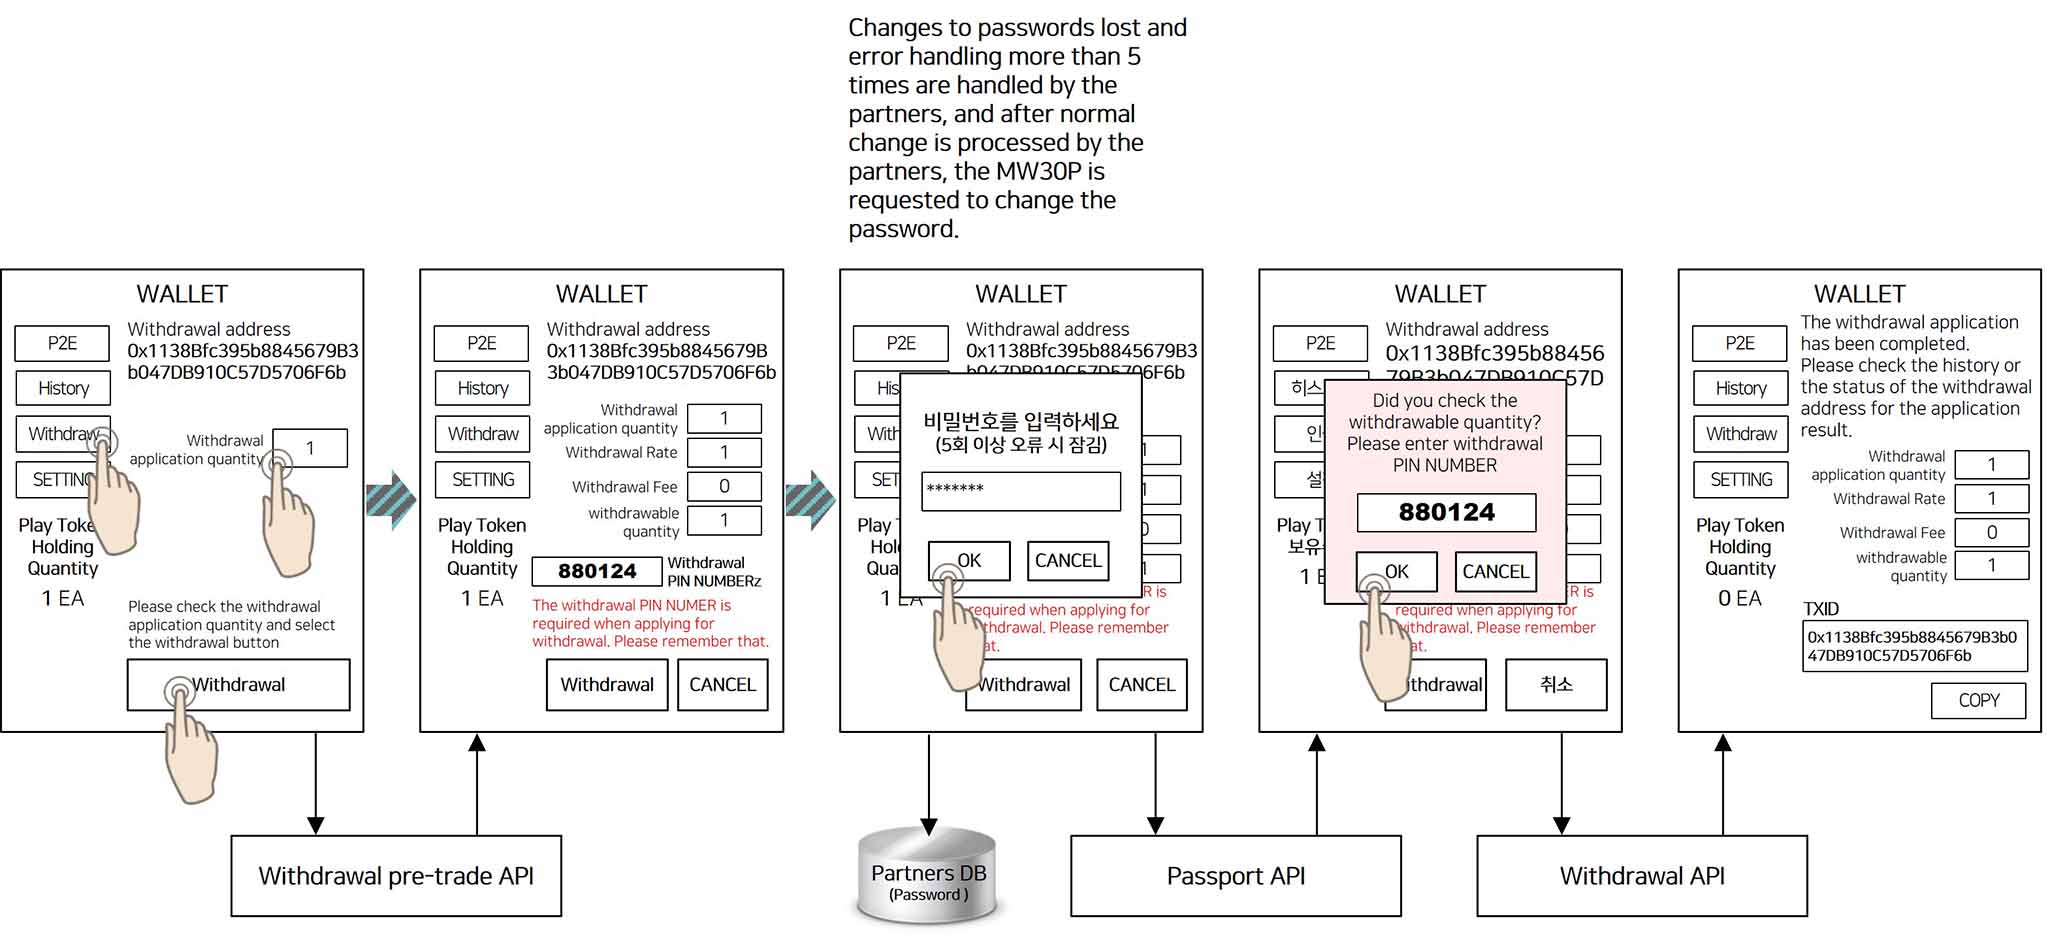 Changes to passwords lost and
error handling more than 5
times are handled by the
partners, and after normal
change is processed by the
partners, the MW30P is
requested to change the
password.
WALLET
P2E
History
Withdraw
SETTING
Play Token
Holding
Quantity
1 EA
Withdrawal address
0x1138Bfc395b8845679B3
b047DB910C57D5706F6b
Withdrawal
application quantity
1
Please check the withdrawal
application quantity and select
the withdrawal button
Withdrawal
WALLET
P2E
History
Withdraw
SETTING
Play Token
Holding
Quantity
1 EA
Withdrawal address
0x1138Bfc395b8845679B
3b047DB910C57D5706F6b
Withdrawal
application quantity
1
Withdrawal Rate
1
Withdrawal Fee
0
withdrawable
quantity
1
880124
Withdrawal
PIN NUMBERz
The withdrawal PIN NUMER is
required when applying for
withdrawal. Please remember that.
Withdrawal
CANCEL
WALLET
P2E
His
With
SE
Play T
Hol
Qua
1 E
Withdrawal address
0x1138Bfc395b8845679B3
b047DB910C57D5706F6b
비밀번호를 입력하세요
(5회 이상 오류 시 잠김)
*******
OK
CANCEL
1
1
0
1
ER is
required when applying for
thdrawal. Please remember
at.
Withdrawal
CANCEL
WALLET
P2E
히스
인
설
Play T
보유
1 E
Withdrawal address
0x1138Bfc395b88456
79B3b047DB910C57D
Did you check the
withdrawable quantity?
Please enter withdrawal
PIN NUMBER
880124
OK
CANCEL
ER is
required when applying for
withdrawal. Please remember
at.
thdrawal
취소
WALLET
P2E
History
Withdraw
SETTING
Play Token
Holding
Quantity
0 EA
The withdrawal application
has been completed.
Please check the history or
the status of the withdrawal
address for the application
result.
Withdrawal
application quantity
1
Withdrawal Rate
1
Withdrawal Fee
0
withdrawable
quantity
1
TXID
0x1138Bfc395b8845679B3b0
47DB910C57D5706F6b
COPY
Withdrawal pre-trade API
Partners DB
(Password )
Passport API
Withdrawal API